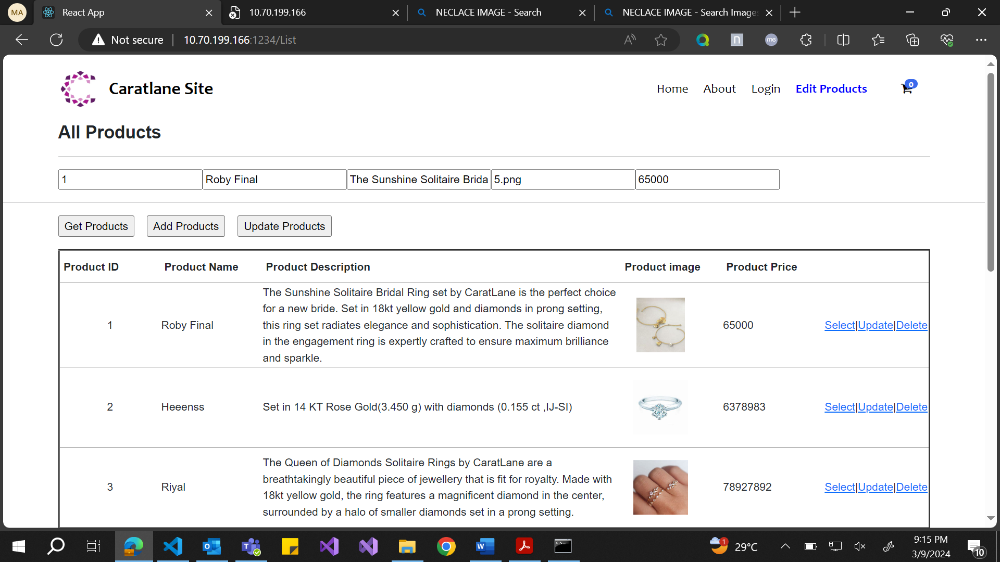 MA
React App
10.70.199.166
NECLACE IMAGE - Search
NECLACE IMAGE - Search Images
Not secure
10.70.199.166:1234/List
A
n
me
Caratlane Site
Home
About
Login
Edit Products
0
All Products
1
Roby Final
The Sunshine Solitaire Brida
5.png
65000
Get Products
Add Products
Update Products
Product ID
Product Name
Product Description
Product image
Product Price
1
Roby Final
The Sunshine Solitaire Bridal Ring set by CaratLane is the perfect choice
for a new bride. Set in 18kt yellow gold and diamonds in prong setting,
this ring set radiates elegance and sophistication. The solitaire diamond
in the engagement ring is expertly crafted to ensure maximum brilliance
and sparkle.
65000
Select|Update|Delete
2
Heeenss
Set in 14 KT Rose Gold(3.450 g) with diamonds (0.155 ct ,IJ-SI)
6378983
Select|Update|Delete
3
Riyal
The Queen of Diamonds Solitaire Rings by CaratLane are a
breathtakingly beautiful piece of jewellery that is fit for royalty. Made with
18kt yellow gold, the ring features a magnificent diamond in the center,
surrounded by a halo of smaller diamonds set in a prong setting.
78927892
Select|Update|Delete
1
29°C
9:15 PM
3/9/2024
10